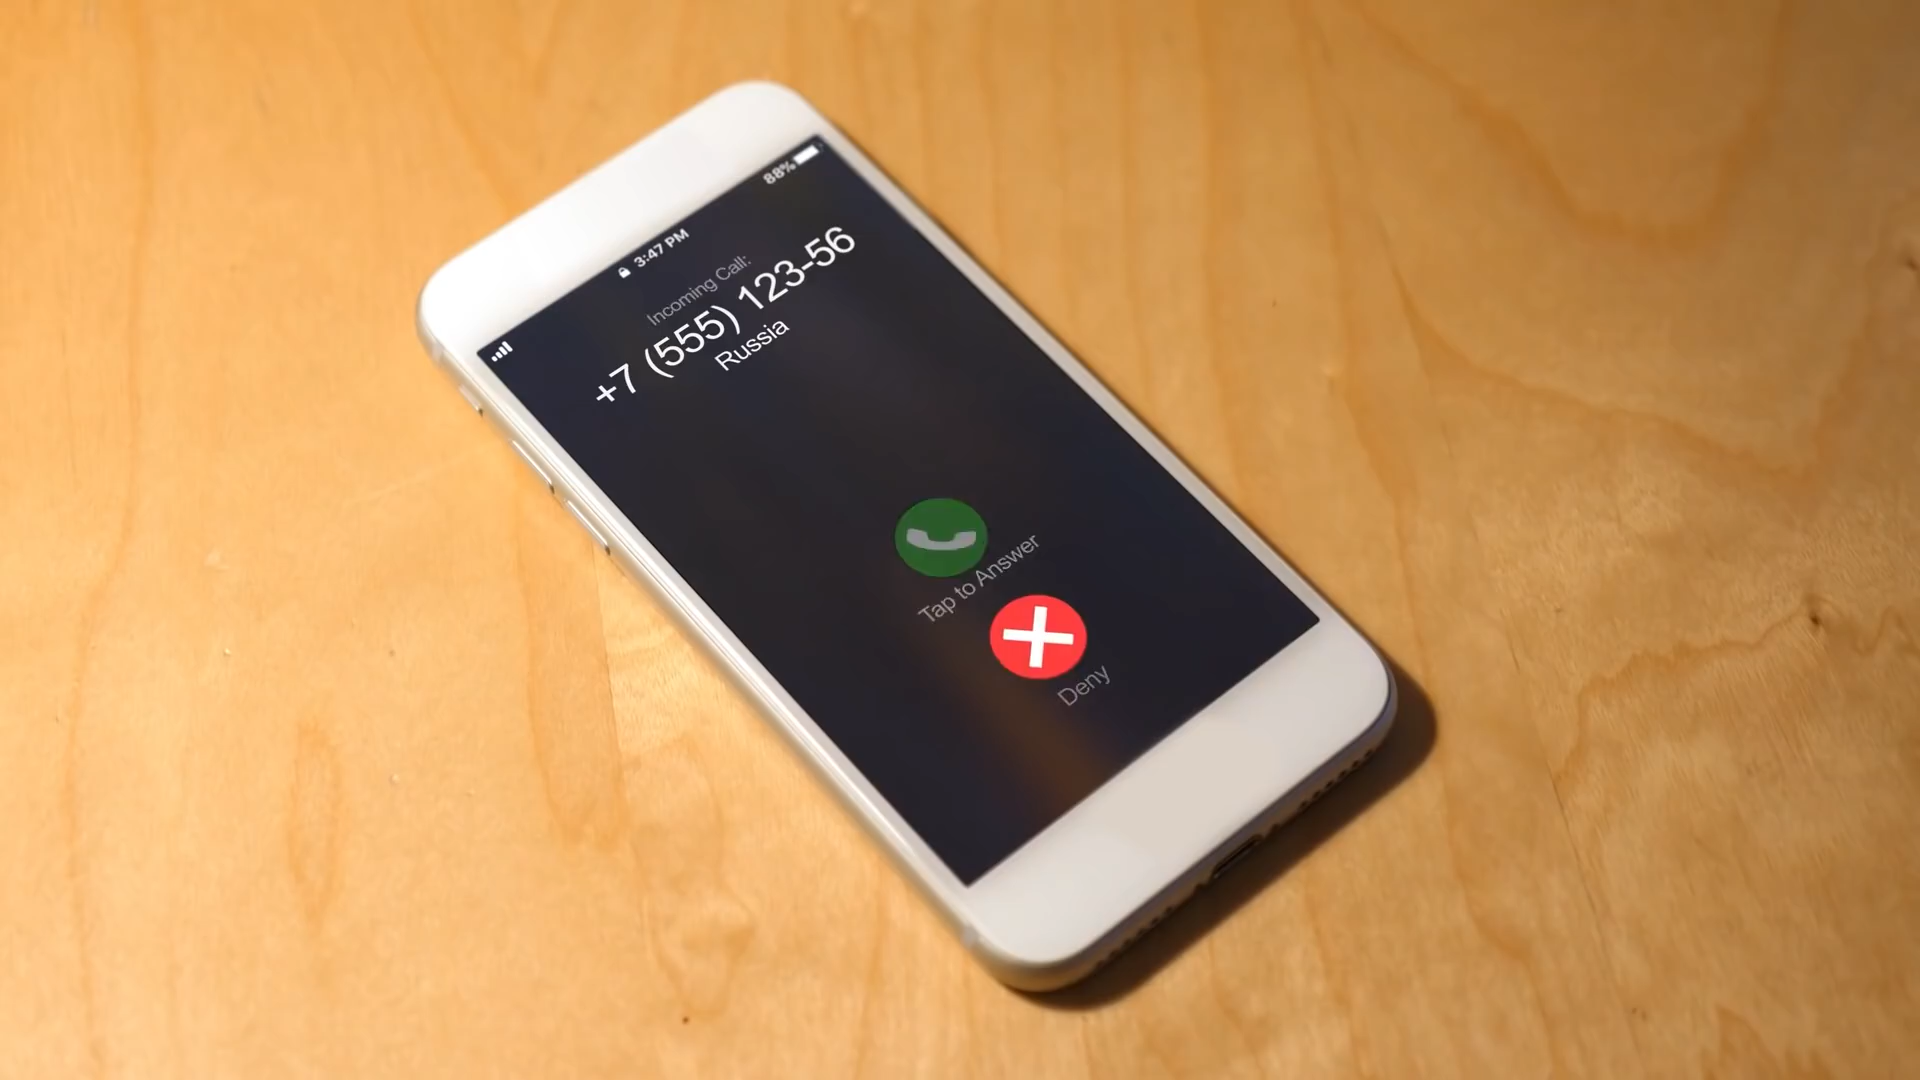 88%
3:47 PM
Incoming Call:
+7 (555) 123-56
Russia
Tap to Answer
Deny